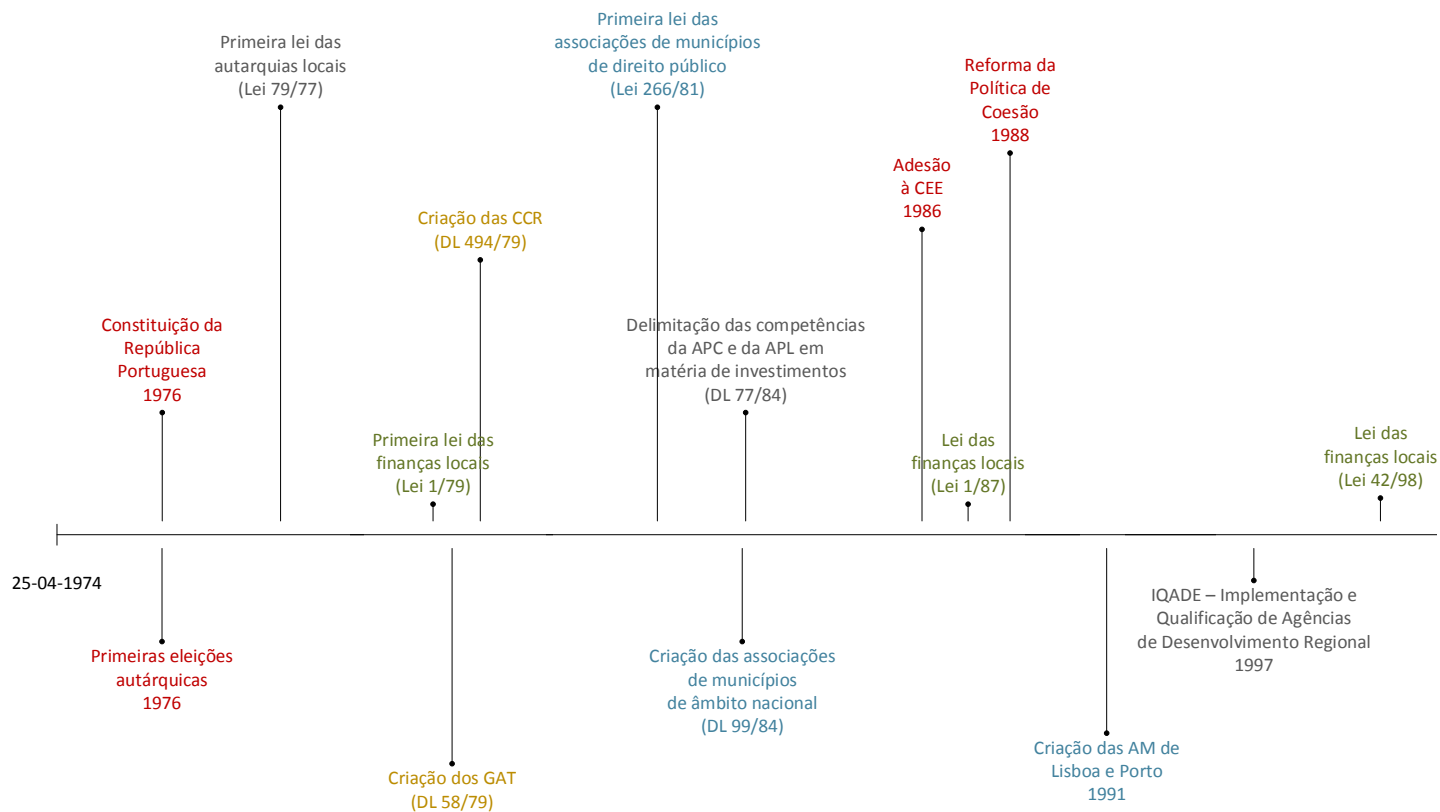 Primeira lei das
autarquias locais
(Lei 79/77)
Primeira lei das
associações de municípios
de direito público
(Lei 266/81)
Reforma da
Política de
Coesão
1988
Adesão
à CEE
1986
Criação das CCR
(DL 494/79)
Constituição da
República
Portuguesa
1976
Delimitação das competências
da APC e da APL em
matéria de investimentos
(DL 77/84)
Primeira lei das
finanças locais
(Lei 1/79)
Lei das
finanças locais
(Lei 1/87)
Lei das
finanças locais
(Lei 42/98)
25-04-1974
Primeiras eleições
autárquicas
1976
Criação dos GAT
(DL 58/79)
Criação das associações
de municípios
de âmbito nacional
(DL 99/84)
Criação das AM de
Lisboa e Porto
1991
IQADE – Implementação e
Qualificação de Agências
de Desenvolvimento Regional
1997